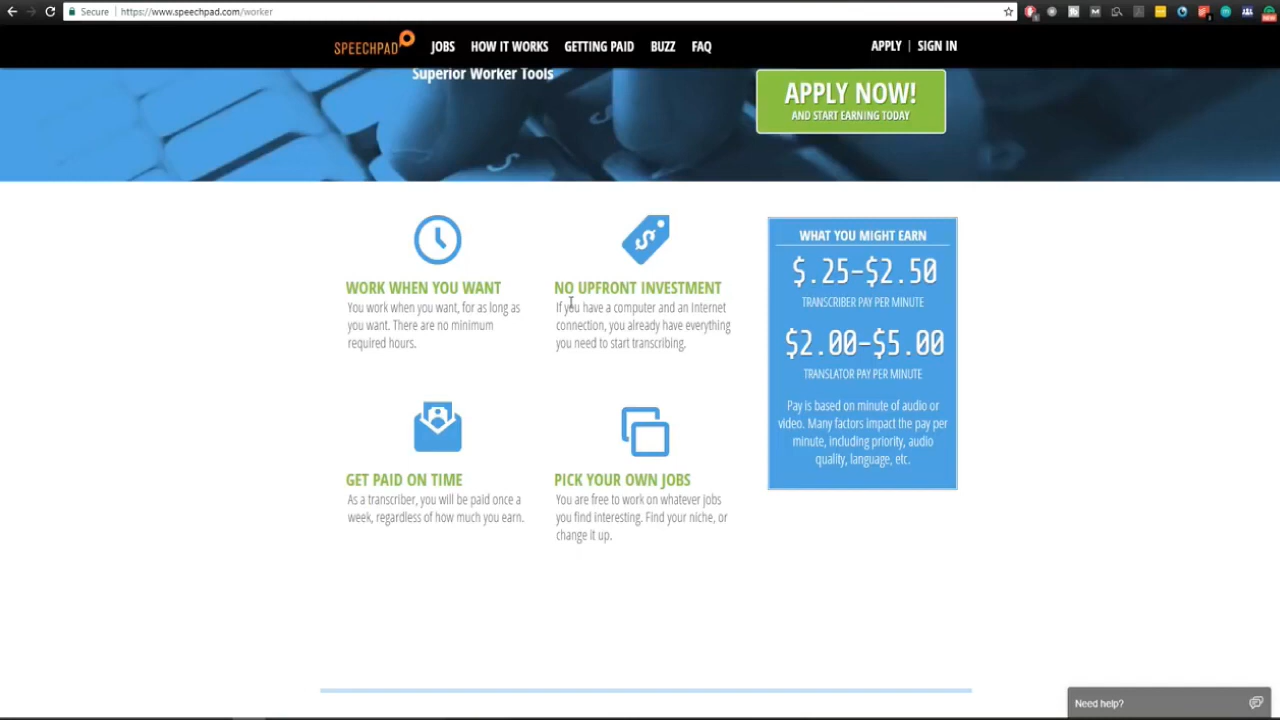 Secure | https://www.speechpad.com/worker
SPEECHPAD JOBS HOW IT WORKS GETTING PAID BUZZ FAQ APPLY | SIGN IN
Superior Worker Tools
APPLY NOW!
AND START EARNING TODAY
WORK WHEN YOU WANT
You work when you want, for as long as
you want. There are no minimum
required hours.
NO UPFRONT INVESTMENT
If you have a computer and an Internet
connection, you already have everything
you need to start transcribing.
GET PAID ON TIME
As a transcriber, you will be paid once a
week, regardless of how much you earn.
PICK YOUR OWN JOBS
You are free to work on whatever jobs
you find interesting. Find your niche, or
change it up.
WHAT YOU MIGHT EARN
$.25-$2.50
TRANSCRIBER PAY PER MINUTE
$2.00-$5.00
TRANSLATOR PAY PER MINUTE
Pay is based on minute of audio or
video. Many factors impact the pay per
minute, including priority, audio
quality, language, etc.
Need help?